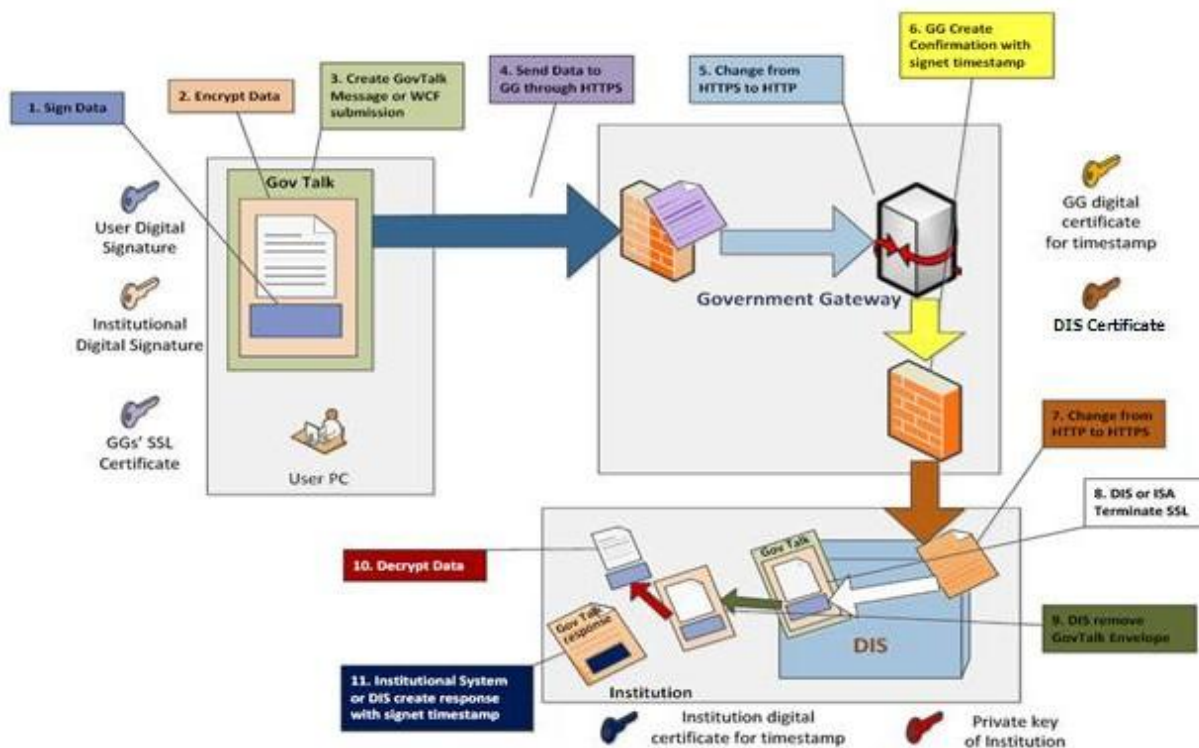 6. GG Create
Confirmation with
signet timestamp
3. Create GovTalk
Message or WCF
submission
4. Send Data to
GG through HTTPS
5. Change from
HTTPS to HTTP
2. Encrypt Data
1. Sign Data
Gov Talk
User Digital
Signature
GG digital
certificate
for timestamp
Government Gateway
Institutional
Digital Signature
DIS Certificate
GGs' SSL
Certificate
User PC
7. Change from
HTTP to HTTPS
8. DIS or ISA
Terminate SSL
10. Decrypt Data
Gov Talk
9. DIS remove
GovTalk Envelope
DIS
Gov Talk
response
11. Institutional System
or DIS create response
with signet timestamp
Institution
Institution digital
certificate for timestamp
Private key
of Institution